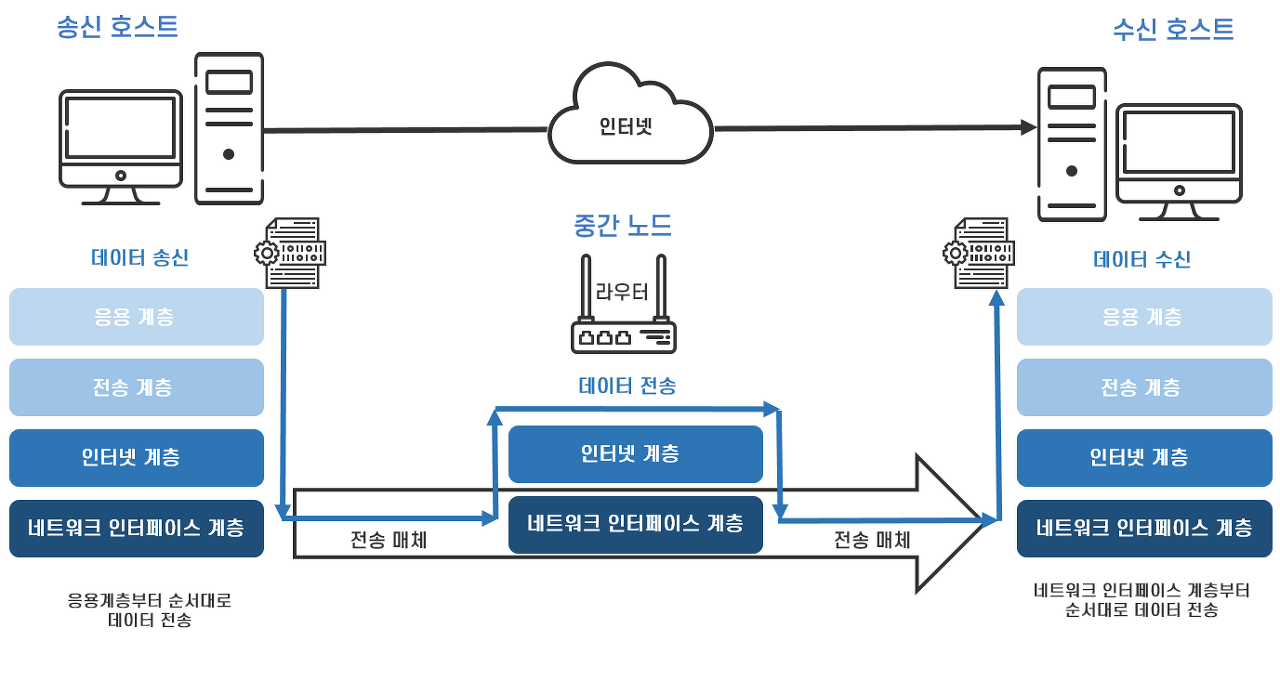 송신 호스트
수신 호스트
인터넷
중간 노드
라우터
데이터 송신
데이터 수신
응용 계층
전송 계층
인터넷 계층
네트워크 인터페이스 계층
데이터 전송
인터넷 계층
네트워크 인터페이스 계층
응용 계층
전송 계층
인터넷 계층
네트워크 인터페이스 계층
전송 매체
전송 매체
응용계층부터 순서대로
데이터 전송
네트워크 인터페이스 계층부터
순서대로 데이터 전송